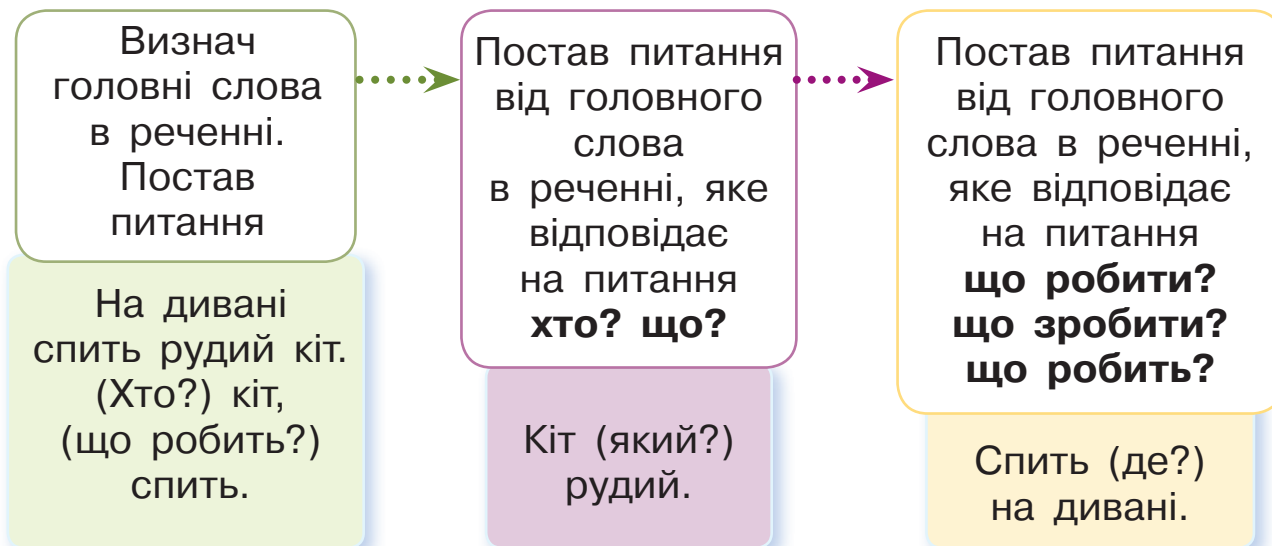 Визнач
головні слова
в реченні.
Постав
питання
На дивані
спить рудий кіт.
(Хто?) кіт,
(що робить?)
спить.
Постав питання
від головного
слова
в реченні, яке
відповідає
на питання
хто? що?
Кіт (який?)
рудий.
Постав питання
від головного
слова в реченні,
яке відповідає
на питання
що робити?
що зробити?
що робить?
Спить (де?)
на дивані.